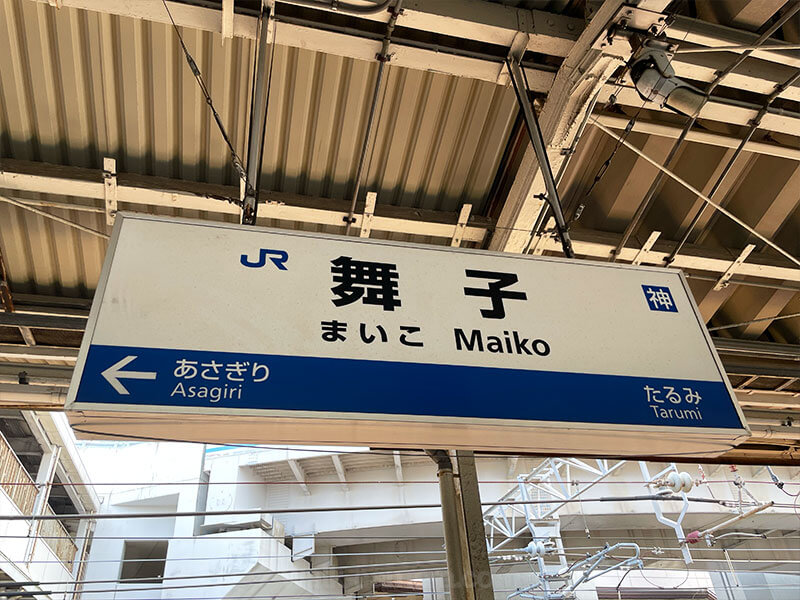 JR 舞子 神
まいこ Maiko
← あさぎり たるみ
Asagiri Tarumi